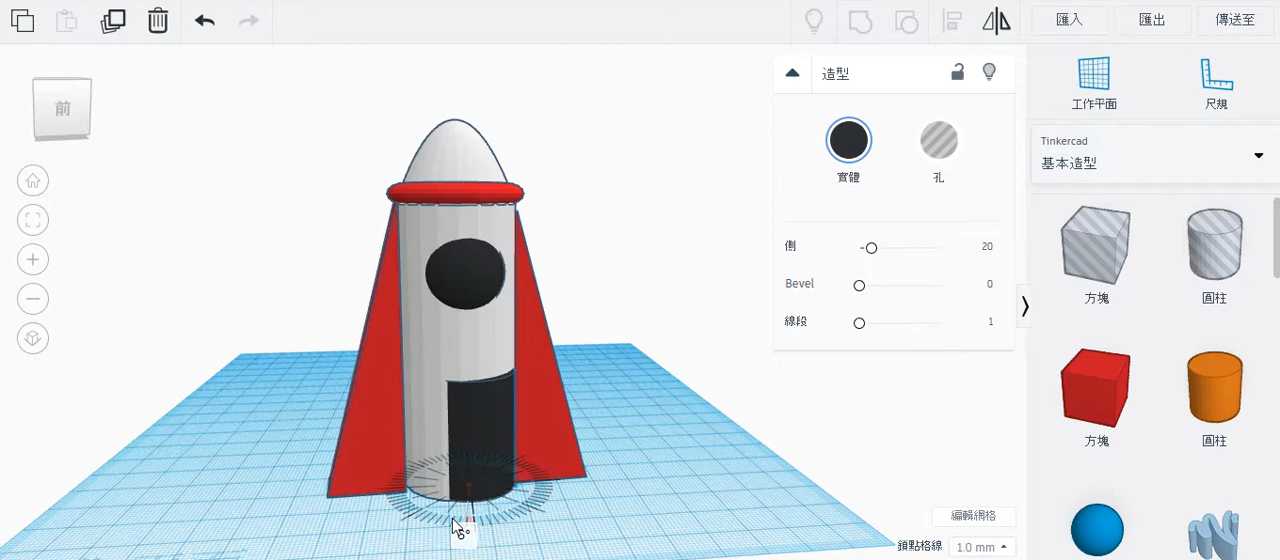 匯入
匯出
傳送至
前
造型
實體
孔
側
20
Bevel
0
線段
1
工作平面
尺規
Tinkercad
基本造型
方塊
圓柱
方塊
圓柱
編輯網格
鎖點格線
1.0 mm